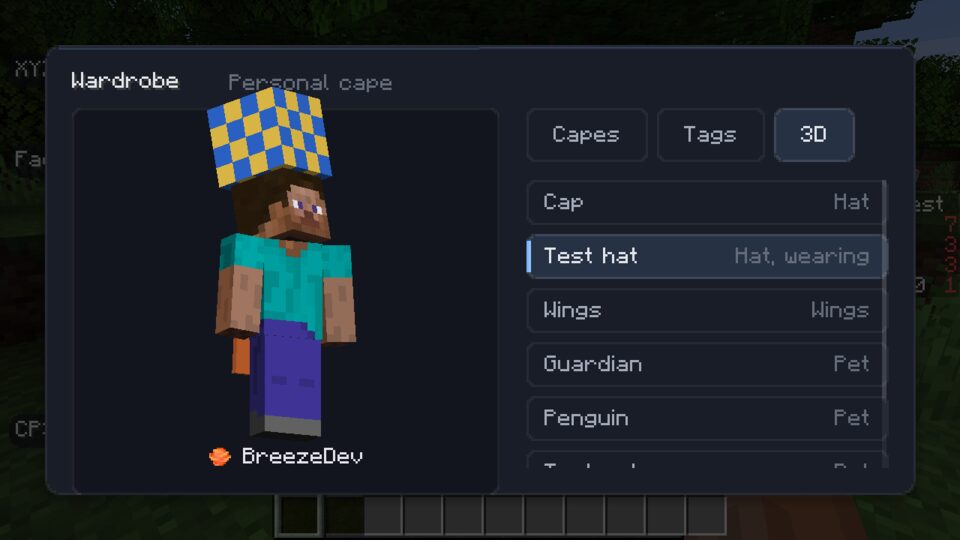 Wardrobe Personal cape
XYZ
Capes Tags 3D
Cap Hat
Test hat Hat, wearing
Wings Wings
Guardian Pet
Penguin Pet
BreezeDev